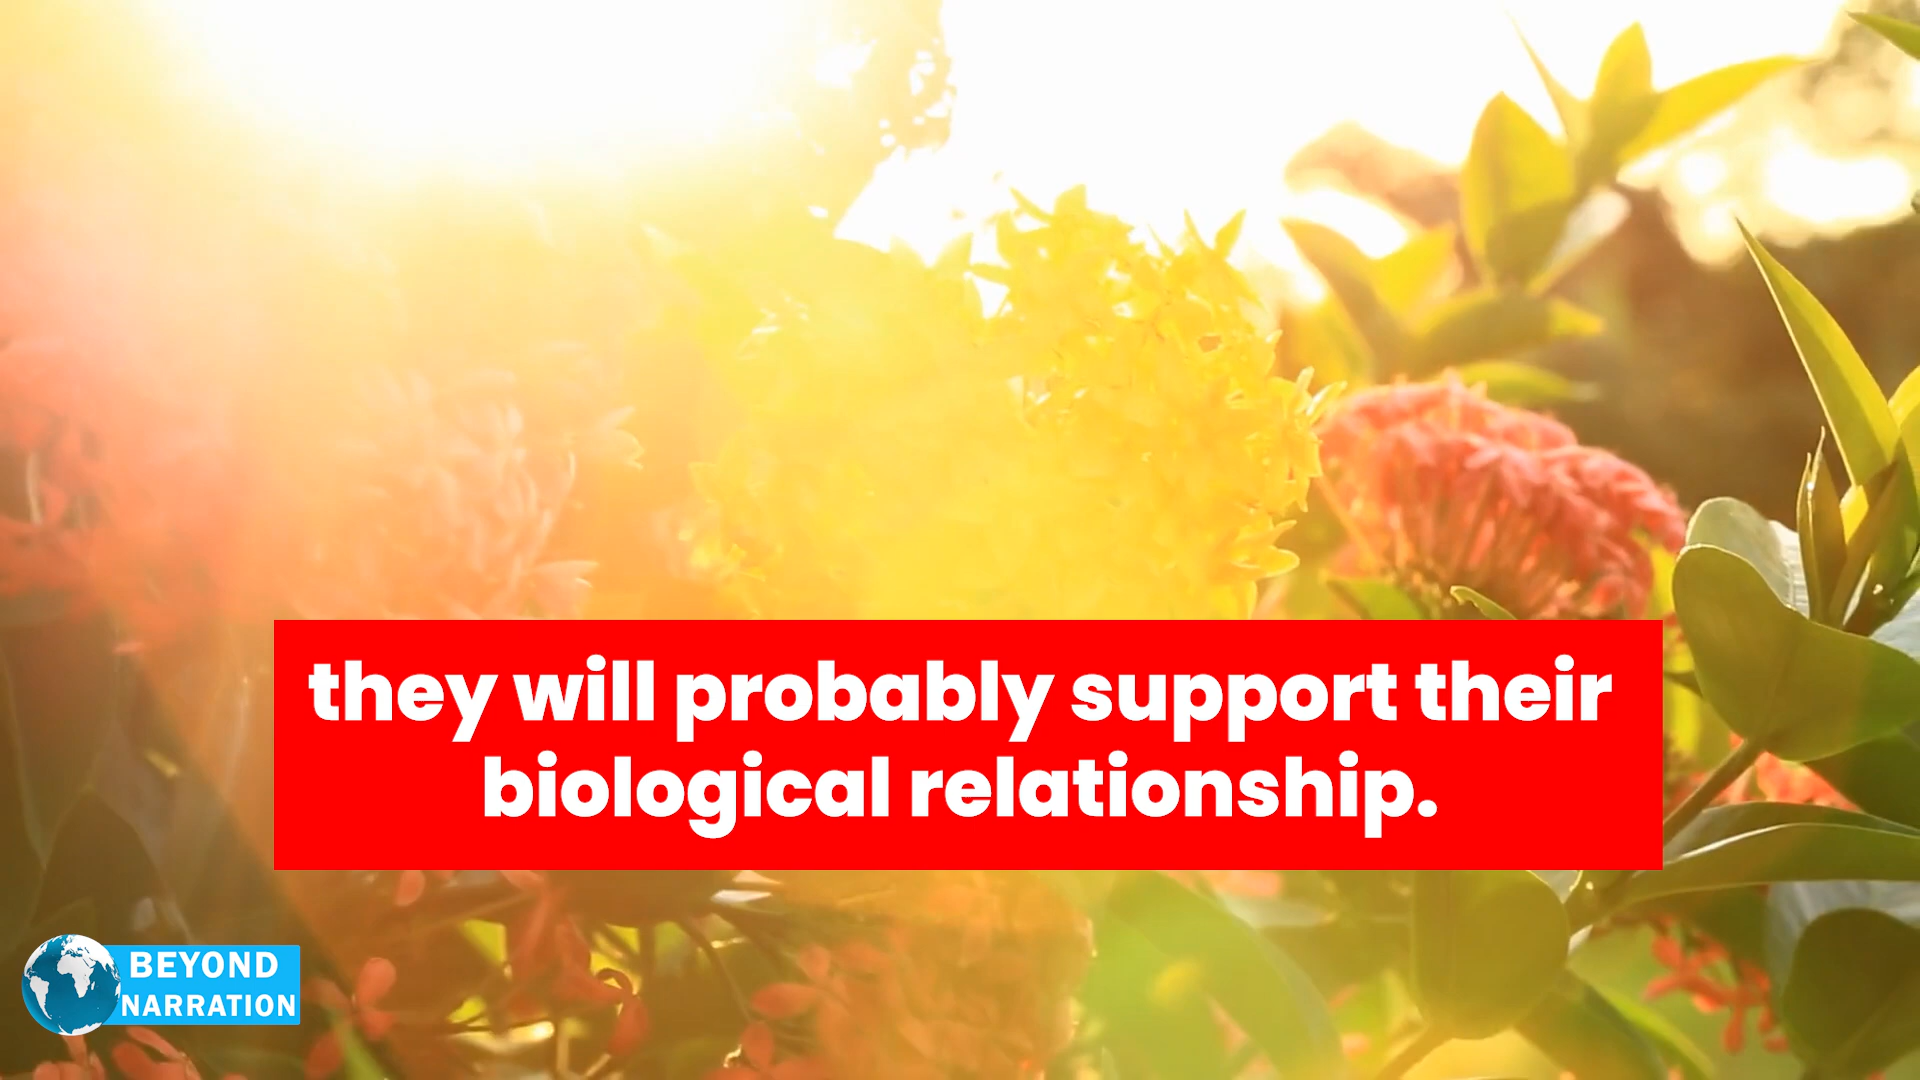 they will probably support their
biological relationship.
BEYOND
NARRATION